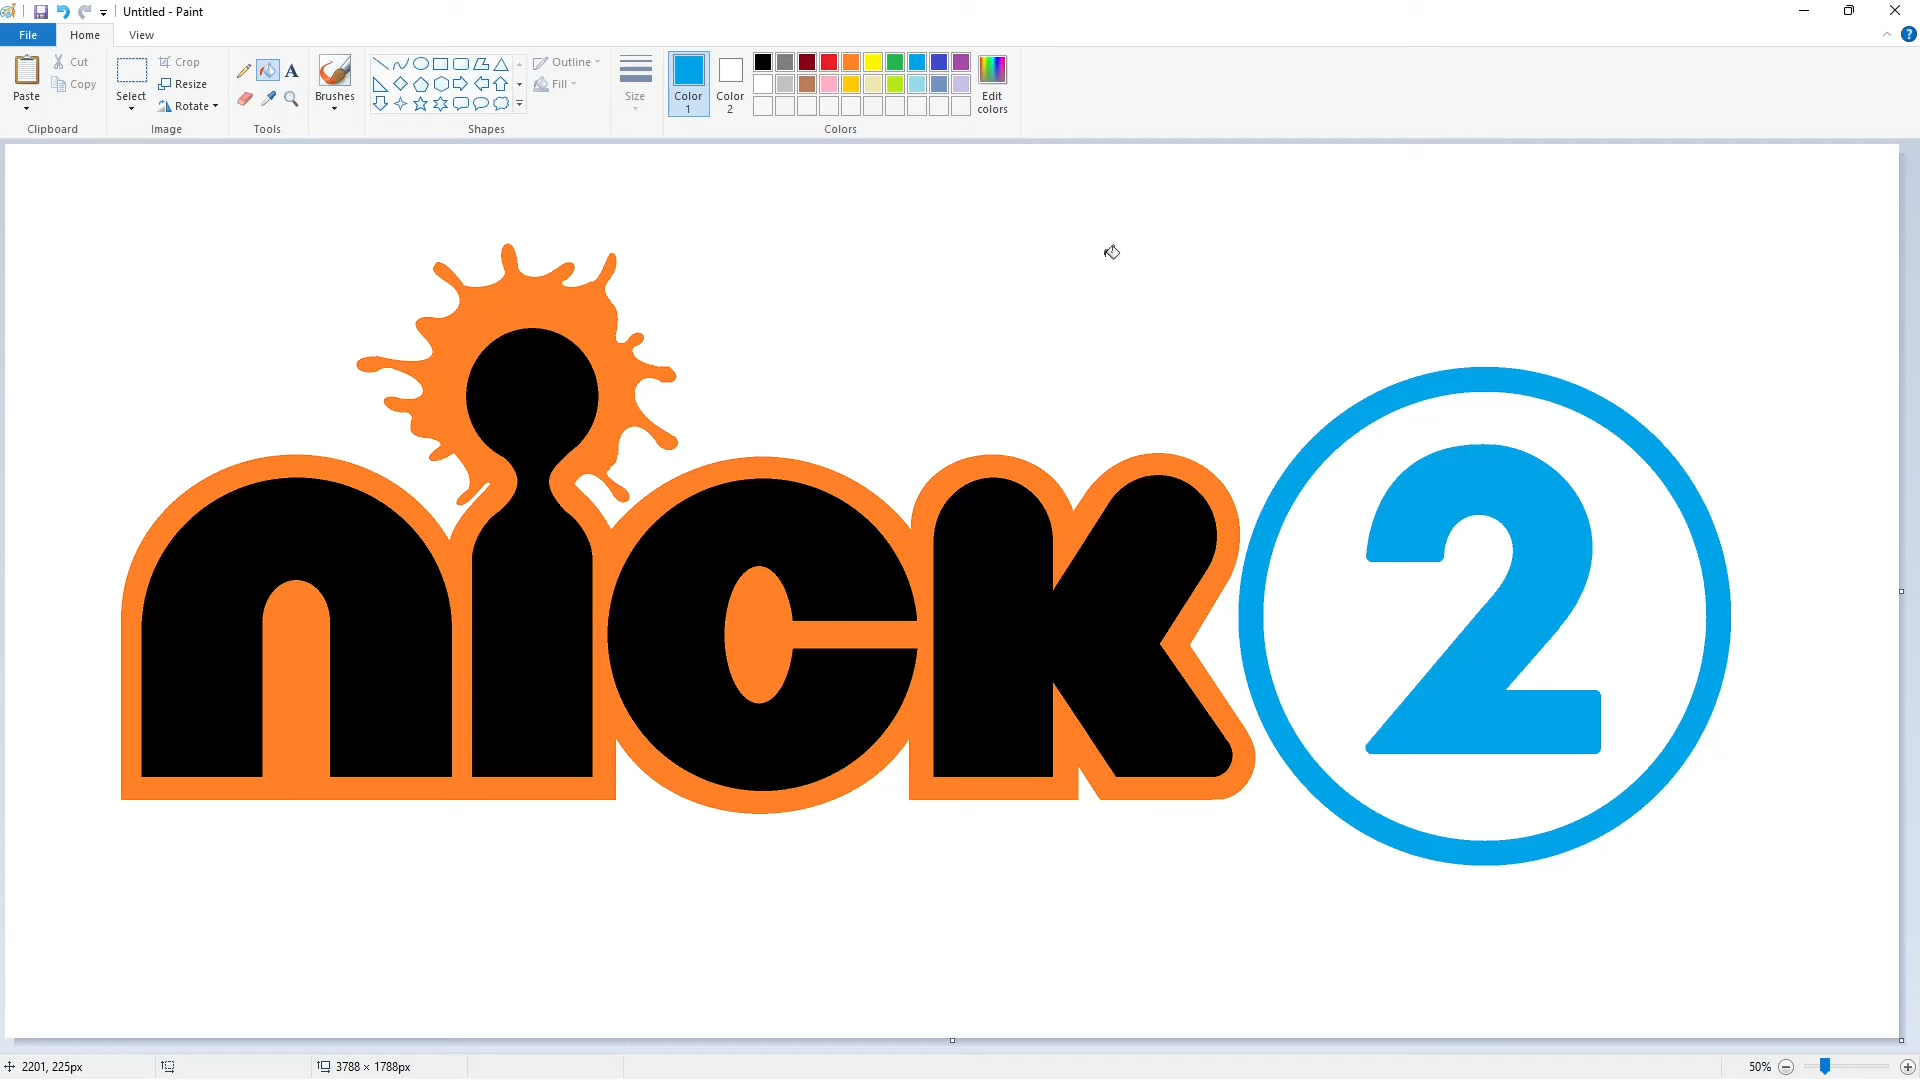 Untitled - Paint
File Home View
Paste
Cut
Copy
Clipboard
Select
Crop
Resize
Rotate
Image
A
Tools
Brushes
Shapes
Outline
Fill
Size
Color 1
Color 2
Edit colors
Colors
?
nick 2
2201, 225px
3788 × 1788px
50%